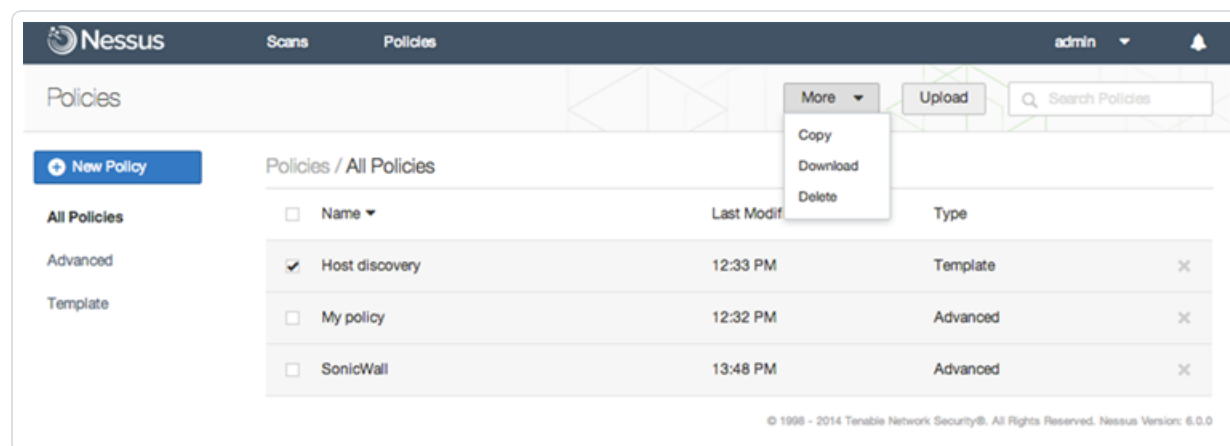 Nessus Scans Policies admin
Policies More Upload Search Policies
Copy
Download
Delete
New Policy
Policies / All Policies
All Policies
Advanced
Template
Name Last Modif Type
Host discovery 12:33 PM Template
My policy 12:32 PM Advanced
SonicWall 13:48 PM Advanced
© 1998 - 2014 Tenable Network Security®. All Rights Reserved. Nessus Version: 6.0.0